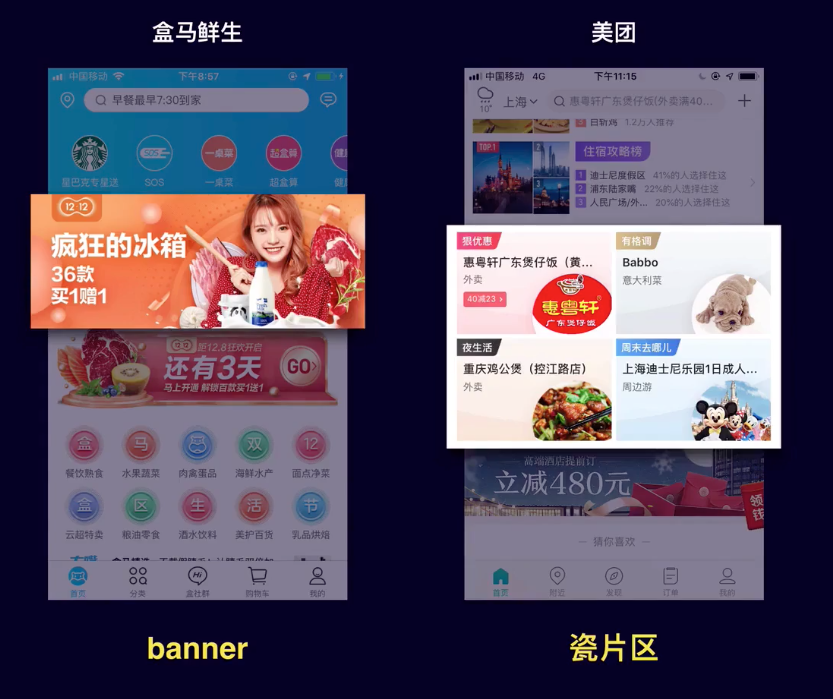 盒马鲜生
美团
中国移动
下午8:57
早餐最早7:30到家
星巴克专星送
SOS
一桌菜
超盒算
12·12
疯狂的冰箱
36款
买1赠1
距12.8狂欢开启
还有3天
马上开通 解锁百款买1送1
GO
盒
马
双
12
餐饮熟食
水果蔬菜
肉禽蛋品
海鲜水产
面点净菜
盒
区
生
活
节
云超特卖
粮油零食
酒水饮料
美护百货
乳品烘焙
首页
分类
盒社群
购物车
我的
banner
中国移动 4G
下午11:15
10°
上海
惠粤轩广东煲仔饭(外卖满40...
1.2万人推荐
TOP.1
2
3
住宿攻略榜
1 迪士尼度假区 41%的人选择住这
2 浦东陆家嘴 22%的人选择住这
3 人民广场/外... 20%的人选择住这
狠优惠
惠粤轩广东煲仔饭（黄...
外卖
40减23 >
惠粤轩
广东煲仔饭
有格调
Babbo
意大利菜
夜生活
重庆鸡公煲（控江路店）
外卖
周末去哪儿
上海迪士尼乐园1日成人...
周边游
高端酒店提前订
立减480元
领
钱
猜你喜欢
首页
附近
发现
订单
我的
瓷片区